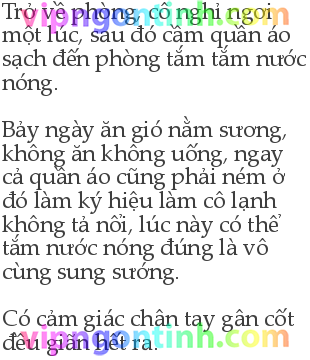 Trở về phòng, cô nghỉ ngơi
một lúc, sau đó cầm quần áo
sạch đến phòng tắm tắm nước
nóng.
Bảy ngày ăn gió nằm sương,
không ăn không uống, ngay
cả quần áo cũng phải ném ở
đó làm ký hiệu làm cô lạnh
không tả nổi, lúc này có thể
tắm nước nóng đúng là vô
cùng sung sướng.
Có cảm giác chân tay gân cốt
đều giãn hết ra.
vipngontinh.com
vipngontinh.com